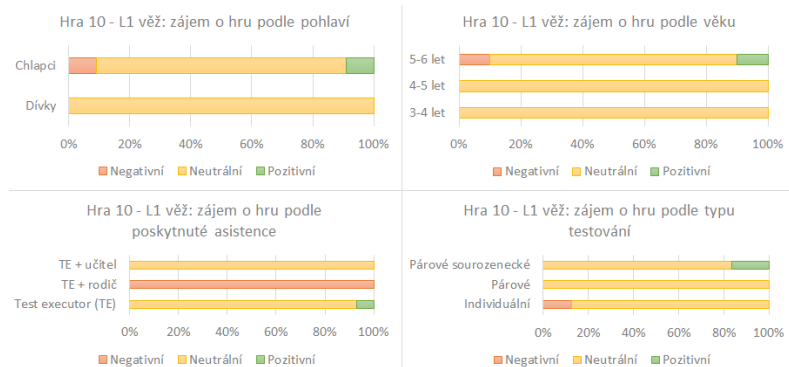 Hra 10 - L1 věž: zájem o hru podle pohlaví
Chlapci
Dívky
0% 20% 40% 60% 80% 100%
Negativní Neutrální Pozitivní
Hra 10 - L1 věž: zájem o hru podle věku
5-6 let
4-5 let
3-4 let
0% 20% 40% 60% 80% 100%
Negativní Neutrální Pozitivní
Hra 10 - L1 věž: zájem o hru podle
poskytnuté asistence
TE + učitel
TE + rodič
Test executor (TE)
0% 20% 40% 60% 80% 100%
Negativní Neutrální Pozitivní
Hra 10 - L1 věž: zájem o hru podle typu
testování
Párové sourozenecké
Párové
Individuální
0% 20% 40% 60% 80% 100%
Negativní Neutrální Pozitivní